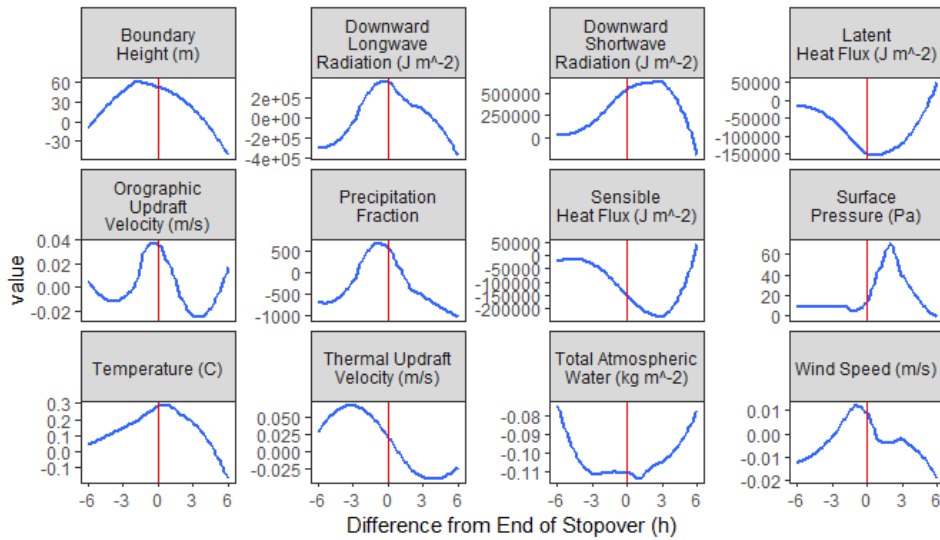 Boundary
Height (m)
Downward
Longwave
Radiation (J m^-2)
Downward
Shortwave
Radiation (J m^-2)
Latent
Heat Flux (J m^-2)
60
30
0
-30
2e+05
0e+00
-2e+05
-4e+05
500000
250000
0
50000
0
-50000
-100000
-150000
Orographic
Updraft
Velocity (m/s)
Precipitation
Fraction
Sensible
Heat Flux (J m^-2)
Surface
Pressure (Pa)
0.04
0.02
0.00
-0.02
500
0
-500
-1000
50000
0
-50000
-100000
-150000
-200000
60
40
20
0
Temperature (C)
Thermal Updraft
Velocity (m/s)
Total Atmospheric
Water (kg m^-2)
Wind Speed (m/s)
0.3
0.2
0.1
0.0
-0.1
0.050
0.025
0.000
-0.025
-0.08
-0.09
-0.10
-0.11
0.01
0.00
-0.01
-0.02
-6 -3 0 3 6
-6 -3 0 3 6
-6 -3 0 3 6
-6 -3 0 3 6
value
Difference from End of Stopover (h)